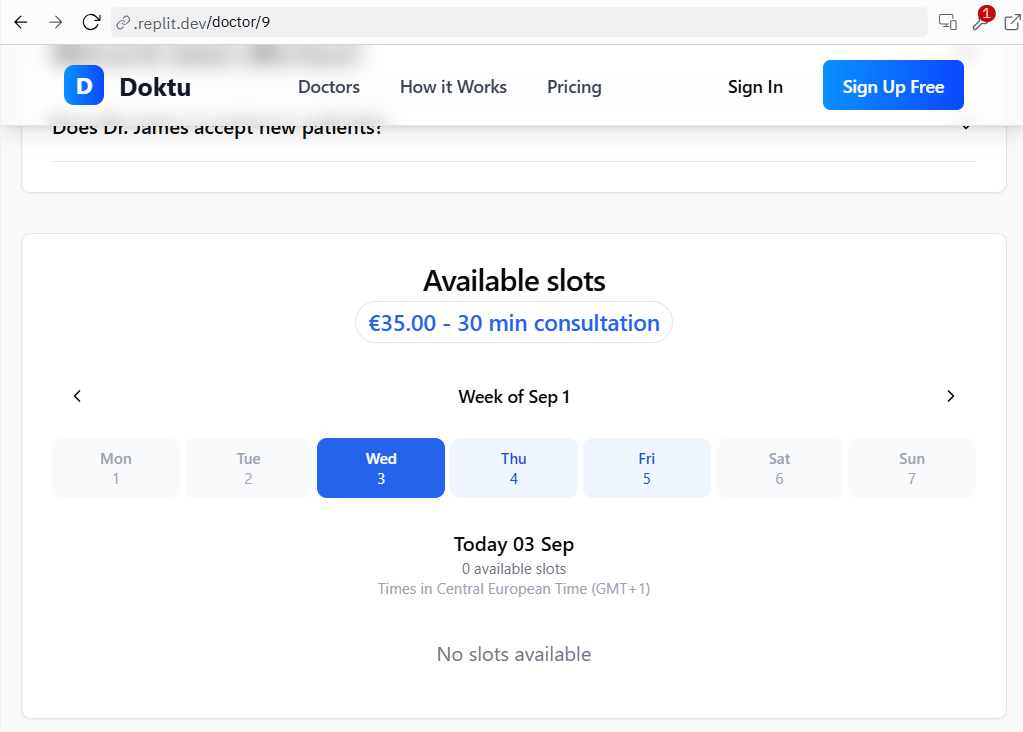 .replit.dev/doctor/9
1
D Doktu Doctors How it Works Pricing Sign In Sign Up Free
Does Dr. James accept new patients?
Available slots
€35.00 - 30 min consultation
Week of Sep 1
Mon Tue Wed Thu Fri Sat Sun
1 2 3 4 5 6 7
Today 03 Sep
0 available slots
Times in Central European Time (GMT+1)
No slots available